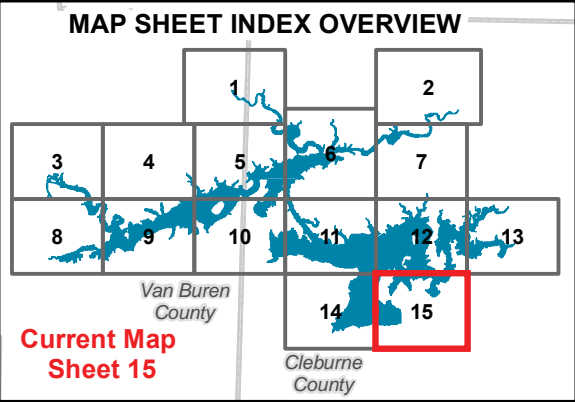 MAP SHEET INDEX OVERVIEW
1
2
3
4
5
6
7
8
9
10
11
12
13
14
15
Van Buren
County
Cleburne
County
Current Map
Sheet 15